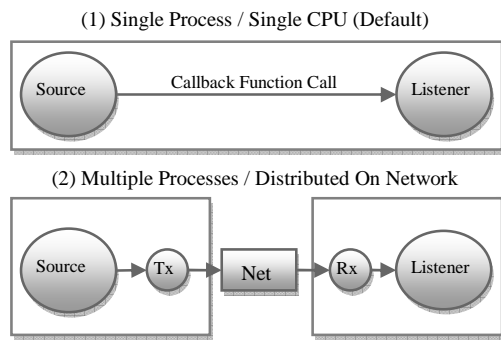 (1) Single Process / Single CPU (Default)
Source
Callback Function Call
Listener
(2) Multiple Processes / Distributed On Network
Source
Tx
Net
Rx
Listener